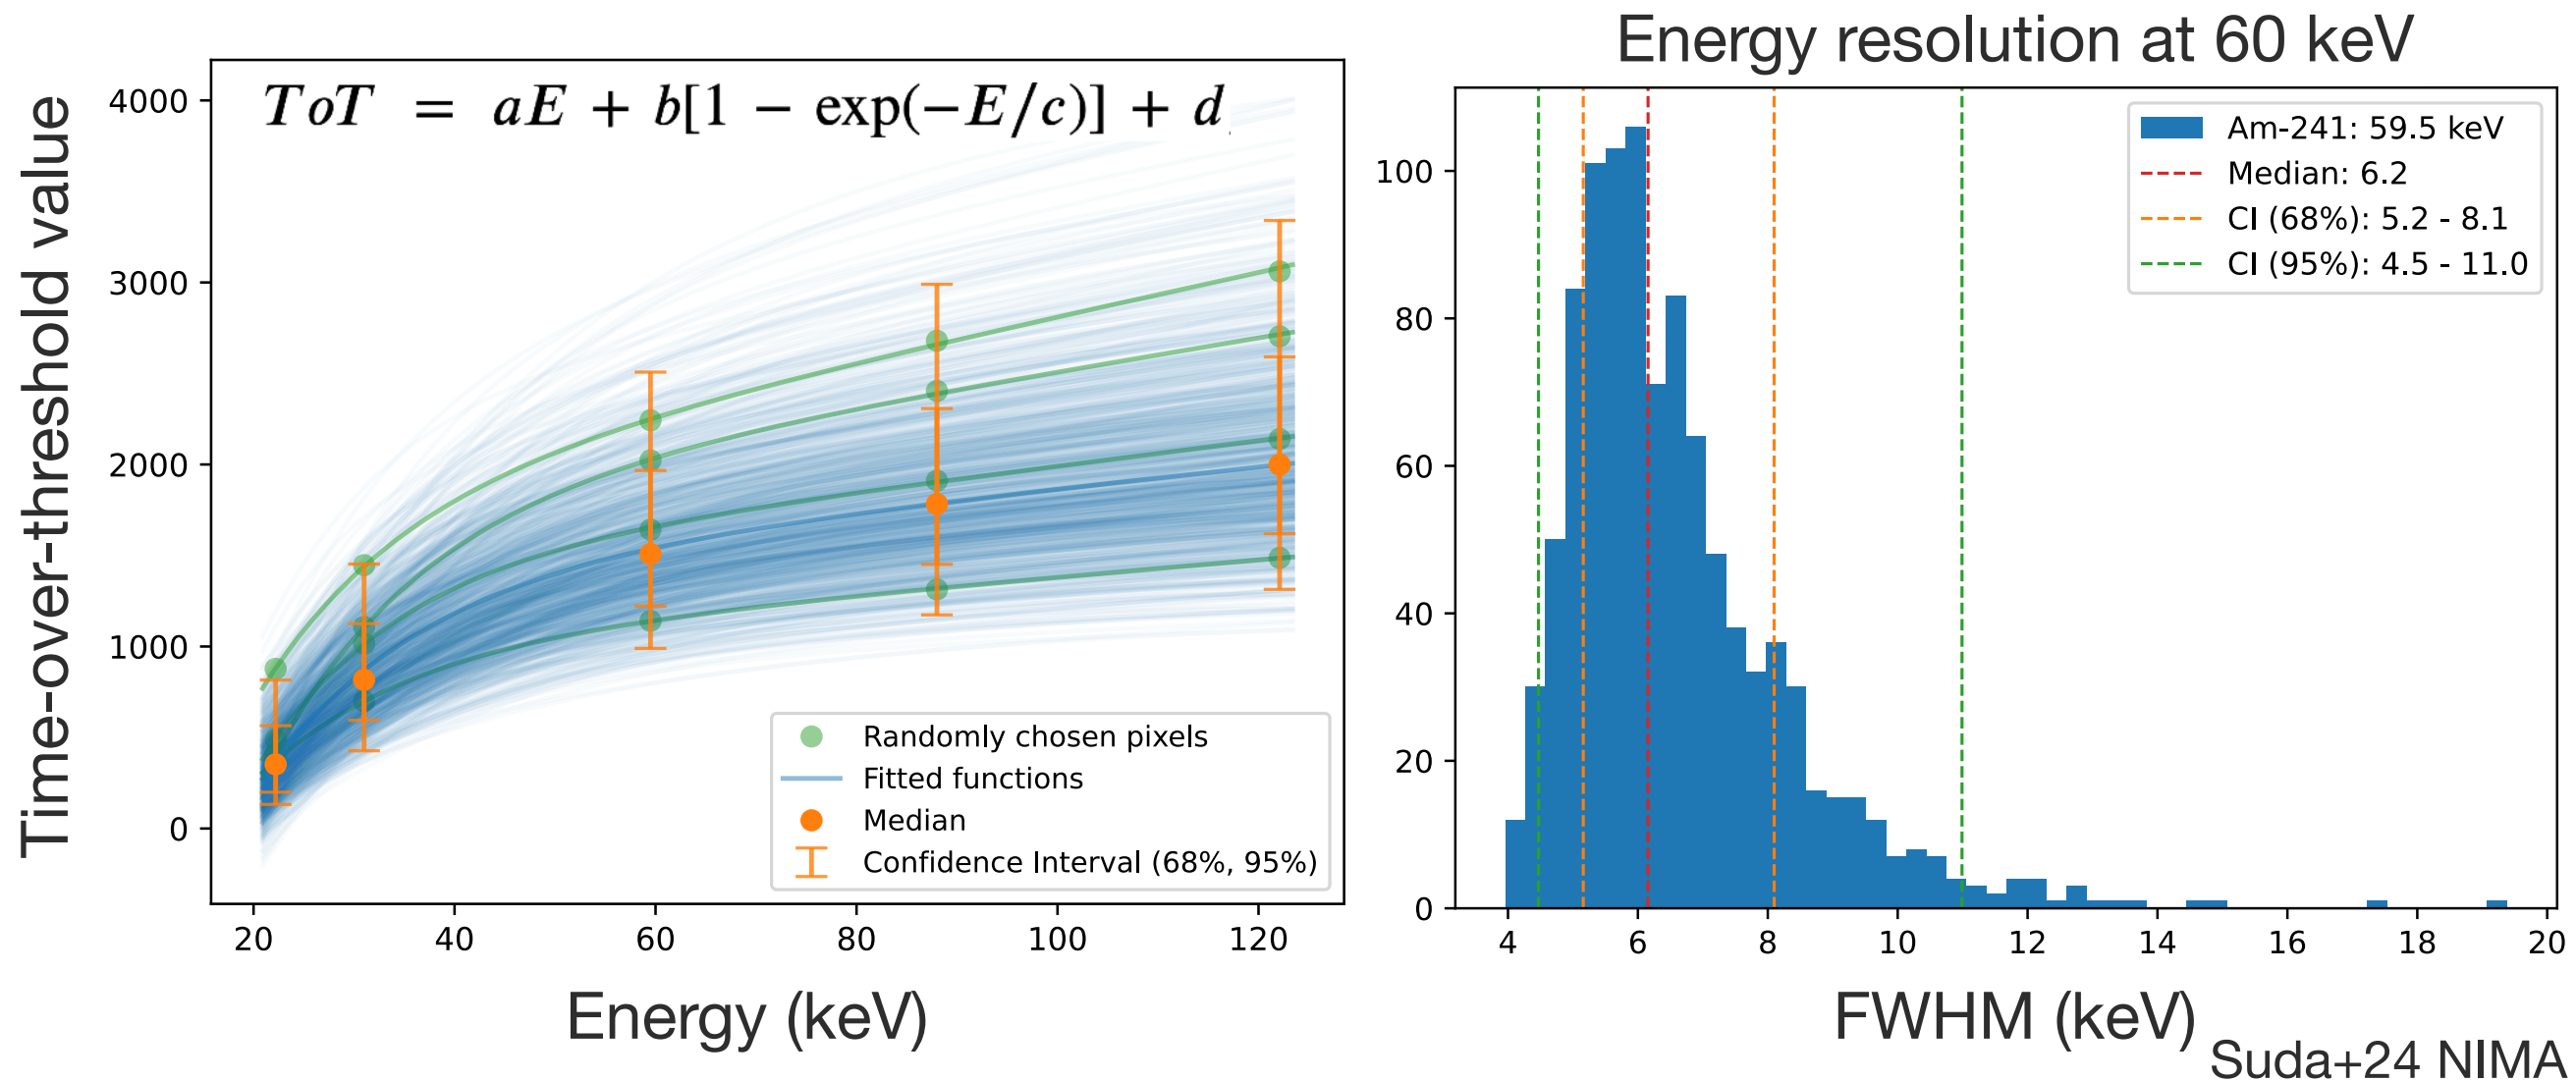 Energy resolution at 60 keV
ToT = aE + b[1 − exp(−E/c)] + d
Time-over-threshold value
4000
3000
2000
1000
0
Randomly chosen pixels
Fitted functions
Median
Confidence Interval (68%, 95%)
20 40 60 80 100 120
Energy (keV)
Am-241: 59.5 keV
Median: 6.2
CI (68%): 5.2 - 8.1
CI (95%): 4.5 - 11.0
100
80
60
40
20
0
4 6 8 10 12 14 16 18 20
FWHM (keV)
Suda+24 NIMA